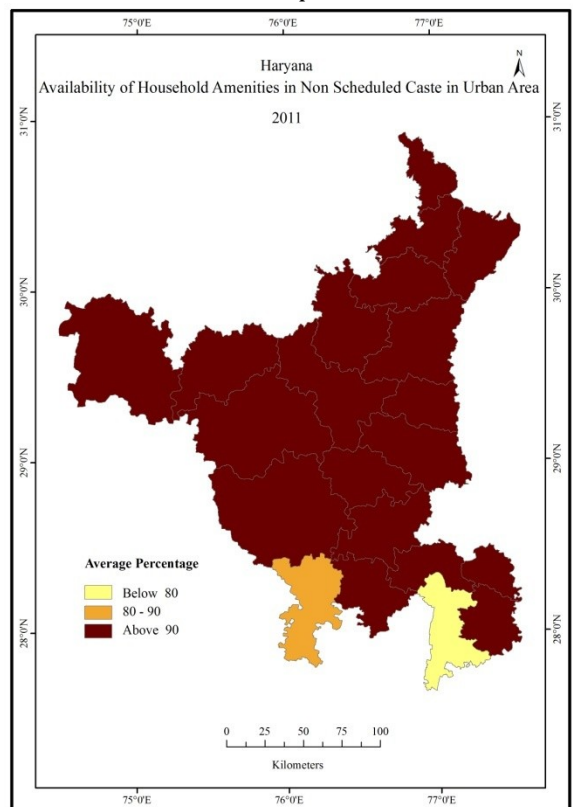 75°0'E 76°0'E 77°0'E
N
Haryana
Availability of Household Amenities in Non Scheduled Caste in Urban Area
2011
31°0'N 31°0'N
30°0'N 30°0'N
29°0'N 29°0'N
28°0'N 28°0'N
Average Percentage
Below 80
80 - 90
Above 90
0 25 50 75 100
Kilometers
75°0'E 76°0'E 77°0'E